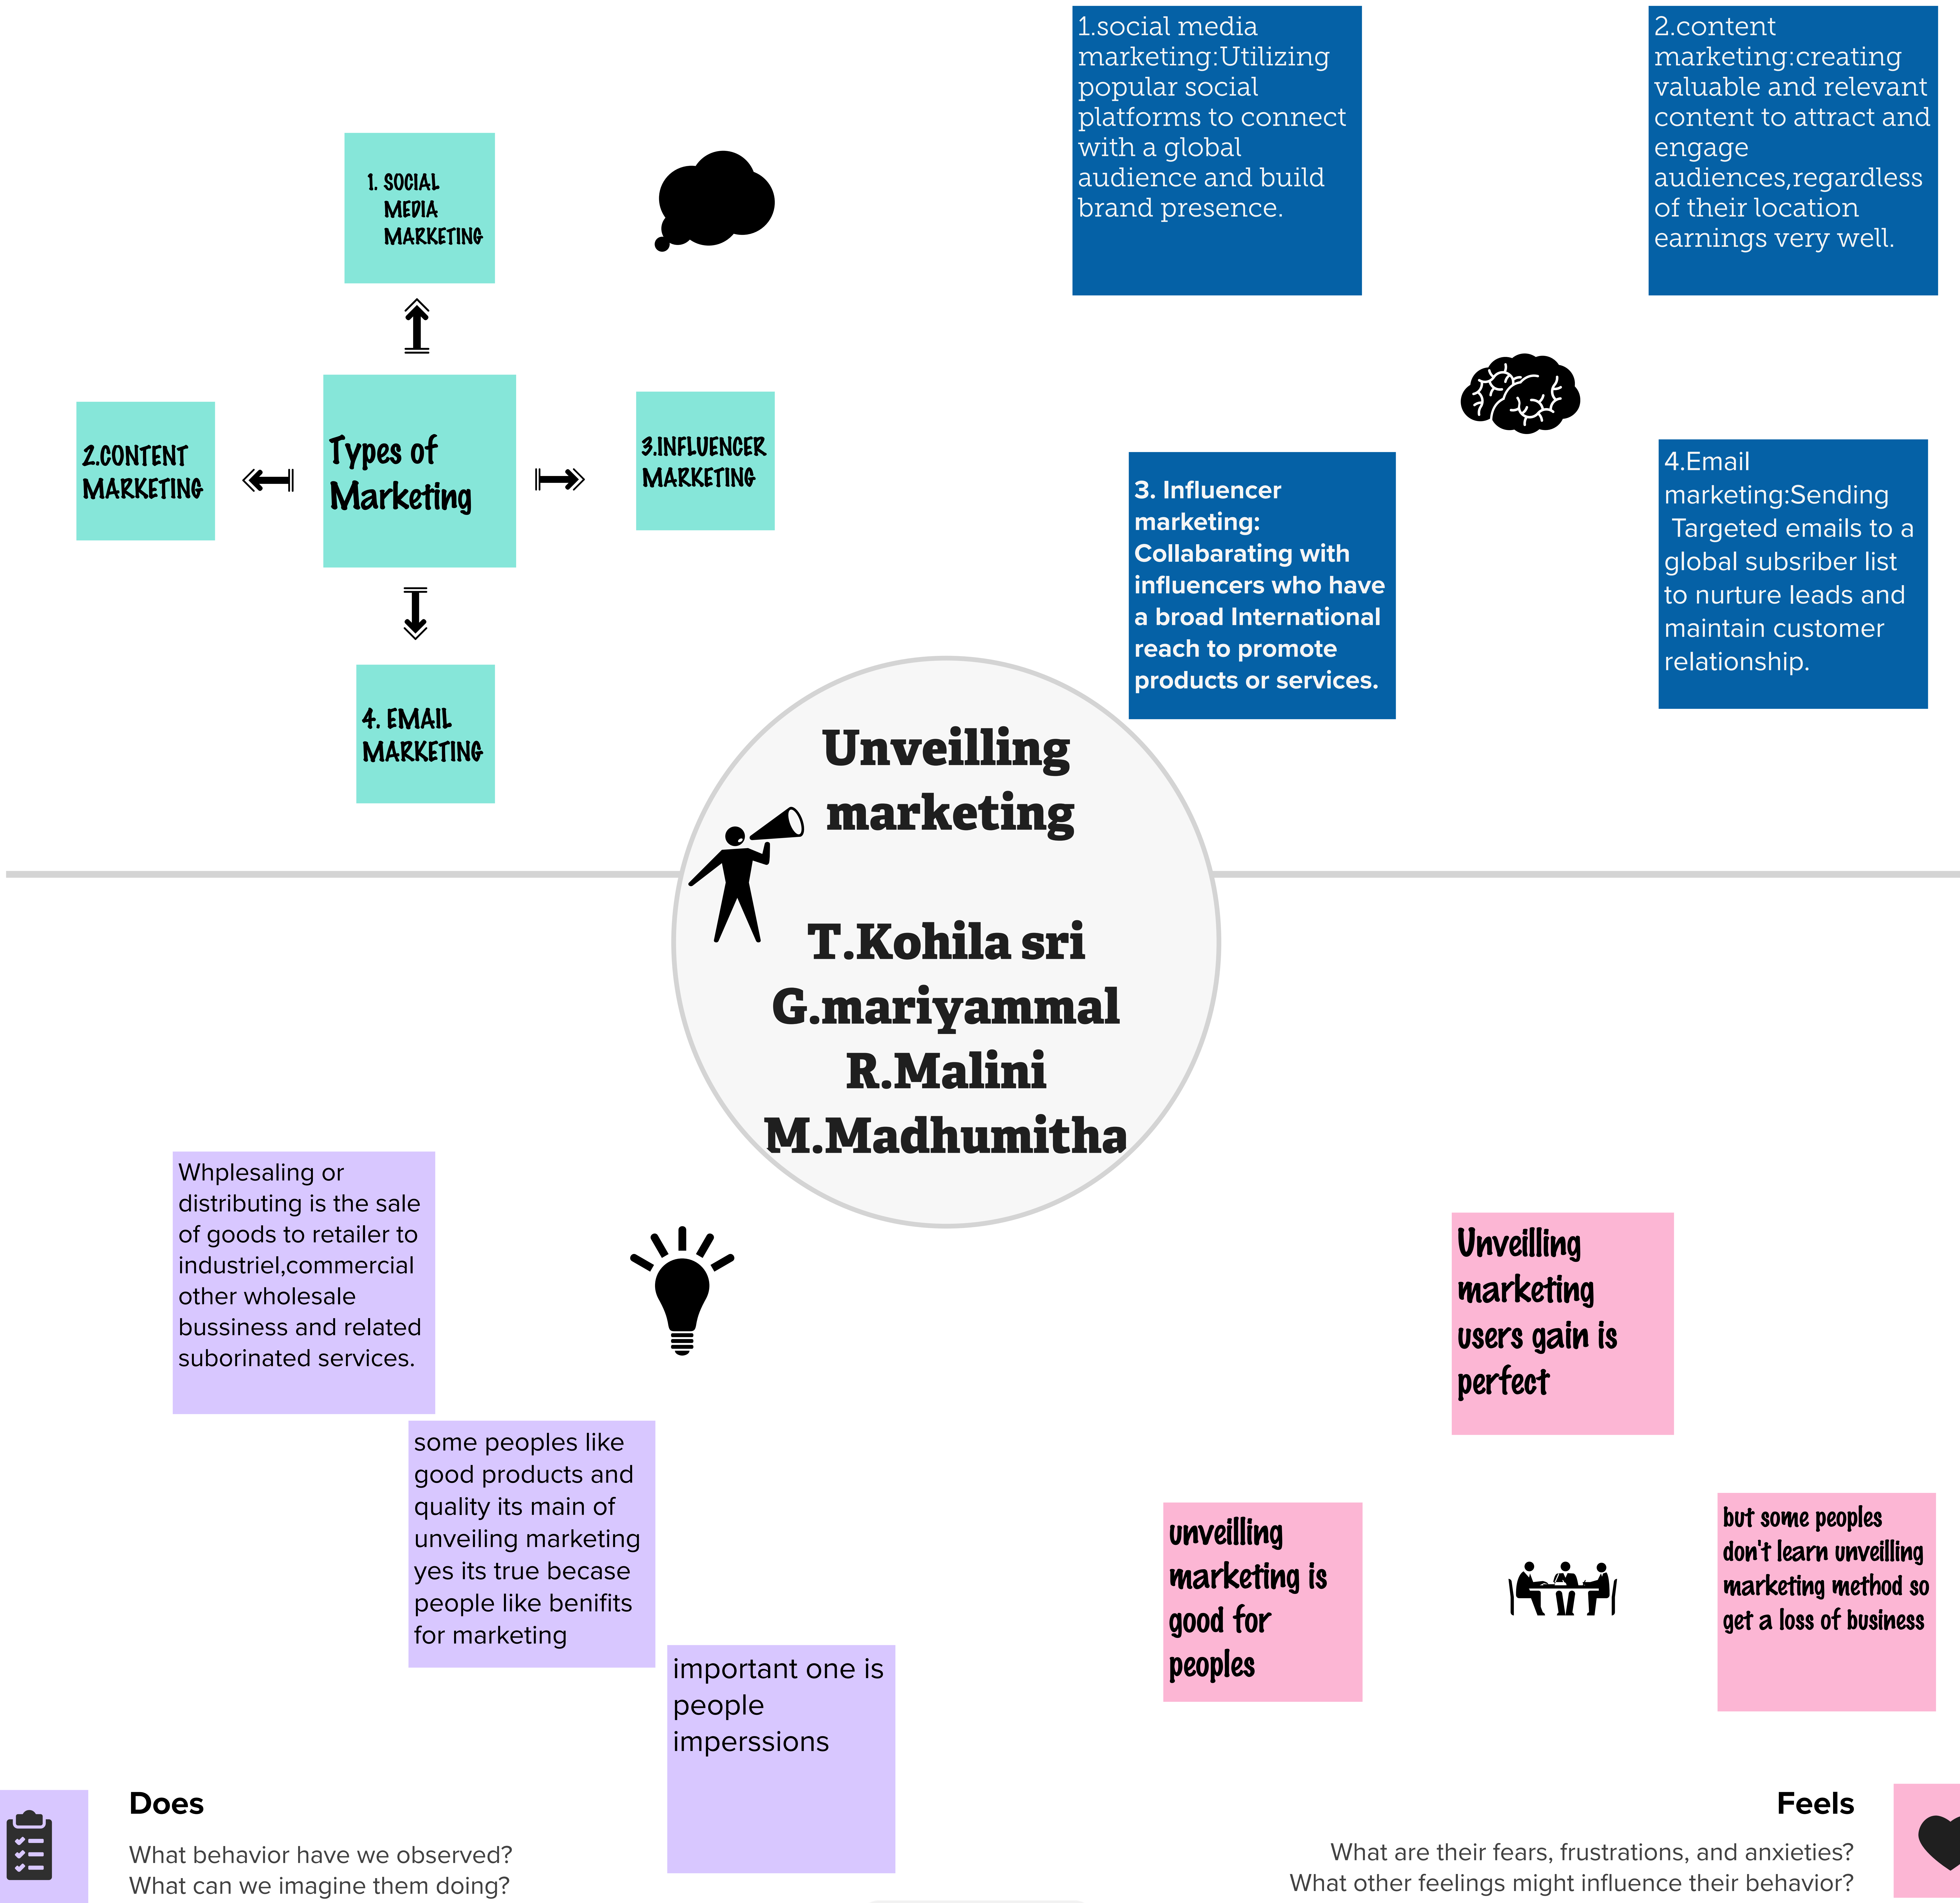 1. SOCIAL
MEDIA
MARKETING
2.CONTENT
MARKETING
Types of
Marketing
3.INFLUENCER
MARKETING
4. EMAIL
MARKETING
1.social media
marketing:Utilizing
popular social
platforms to connect
with a global
audience and build
brand presence.
2.content
marketing:creating
valuable and relevant
content to attract and
engage
audiences,regardless
of their location
earnings very well.
3. Influencer
marketing:
Collabarating with
influencers who have
a broad International
reach to promote
products or services.
4.Email
marketing:Sending
Targeted emails to a
global subsriber list
to nurture leads and
maintain customer
relationship.
Unveilling
marketing
T.Kohila sri
G.mariyammal
R.Malini
M.Madhumitha
Whplesaling or
distributing is the sale
of goods to retailer to
industriel,commercial
other wholesale
bussiness and related
suborinated services.
some peoples like
good products and
quality its main of
unveiling marketing
yes its true becase
people like benifits
for marketing
important one is
people
imperssions
Unveilling
marketing
users gain is
perfect
unveilling
marketing is
good for
peoples
but some peoples
don't learn unveilling
marketing method so
get a loss of business
Does
What behavior have we observed?
What can we imagine them doing?
Feels
What are their fears, frustrations, and anxieties?
What other feelings might influence their behavior?